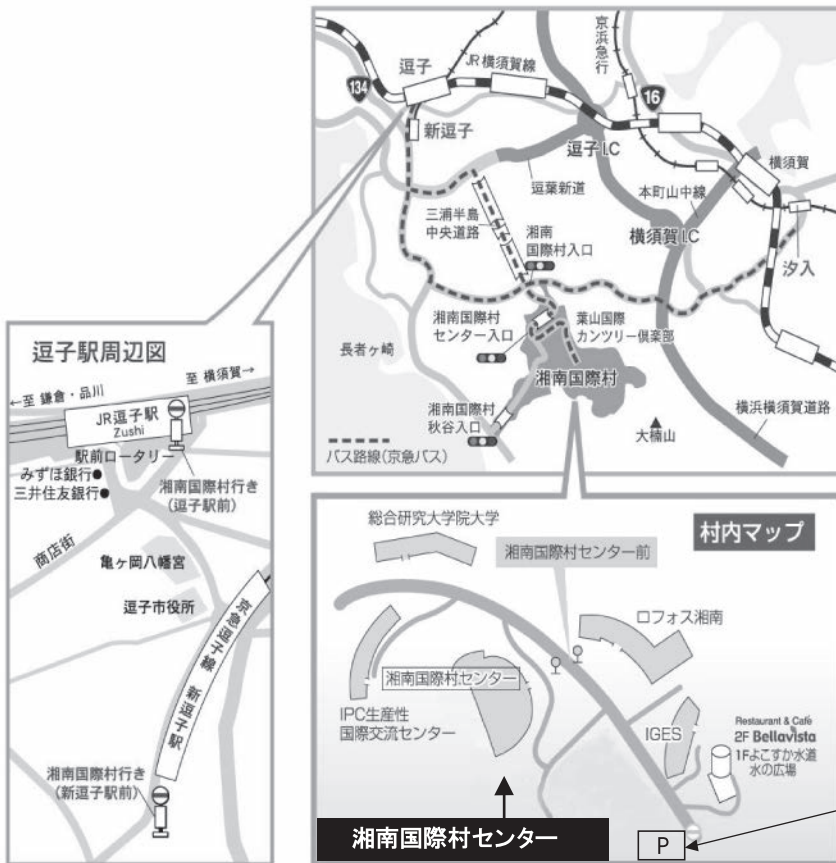 134
逗子
JR横須賀線
京浜急行
16
新逗子
逗子I.C
横須賀
逗葉新道
本町山中線
三浦半島
中央道路
湘南
国際村入口
横須賀I.C
汐入
湘南国際村
センター入口
葉山国際
カンツリー倶楽部
長者ヶ崎
湘南国際村
湘南国際村
秋谷入口
大楠山
横浜横須賀道路
バス路線(京急バス)
逗子駅周辺図
←至 鎌倉・品川
至 横須賀→
JR逗子駅
Zushi
駅前ロータリー
みずほ銀行
三井住友銀行
湘南国際村行き
(逗子駅前)
商店街
亀ヶ岡八幡宮
逗子市役所
京急逗子線 新逗子駅
湘南国際村行き
(新逗子駅前)
村内マップ
総合研究大学院大学
湘南国際村センター前
ロフォス湘南
湘南国際村センター
IPC生産性
国際交流センター
IGES
Restaurant & Café
2F Bellavista
1Fよこすか水道
水の広場
湘南国際村センター
P